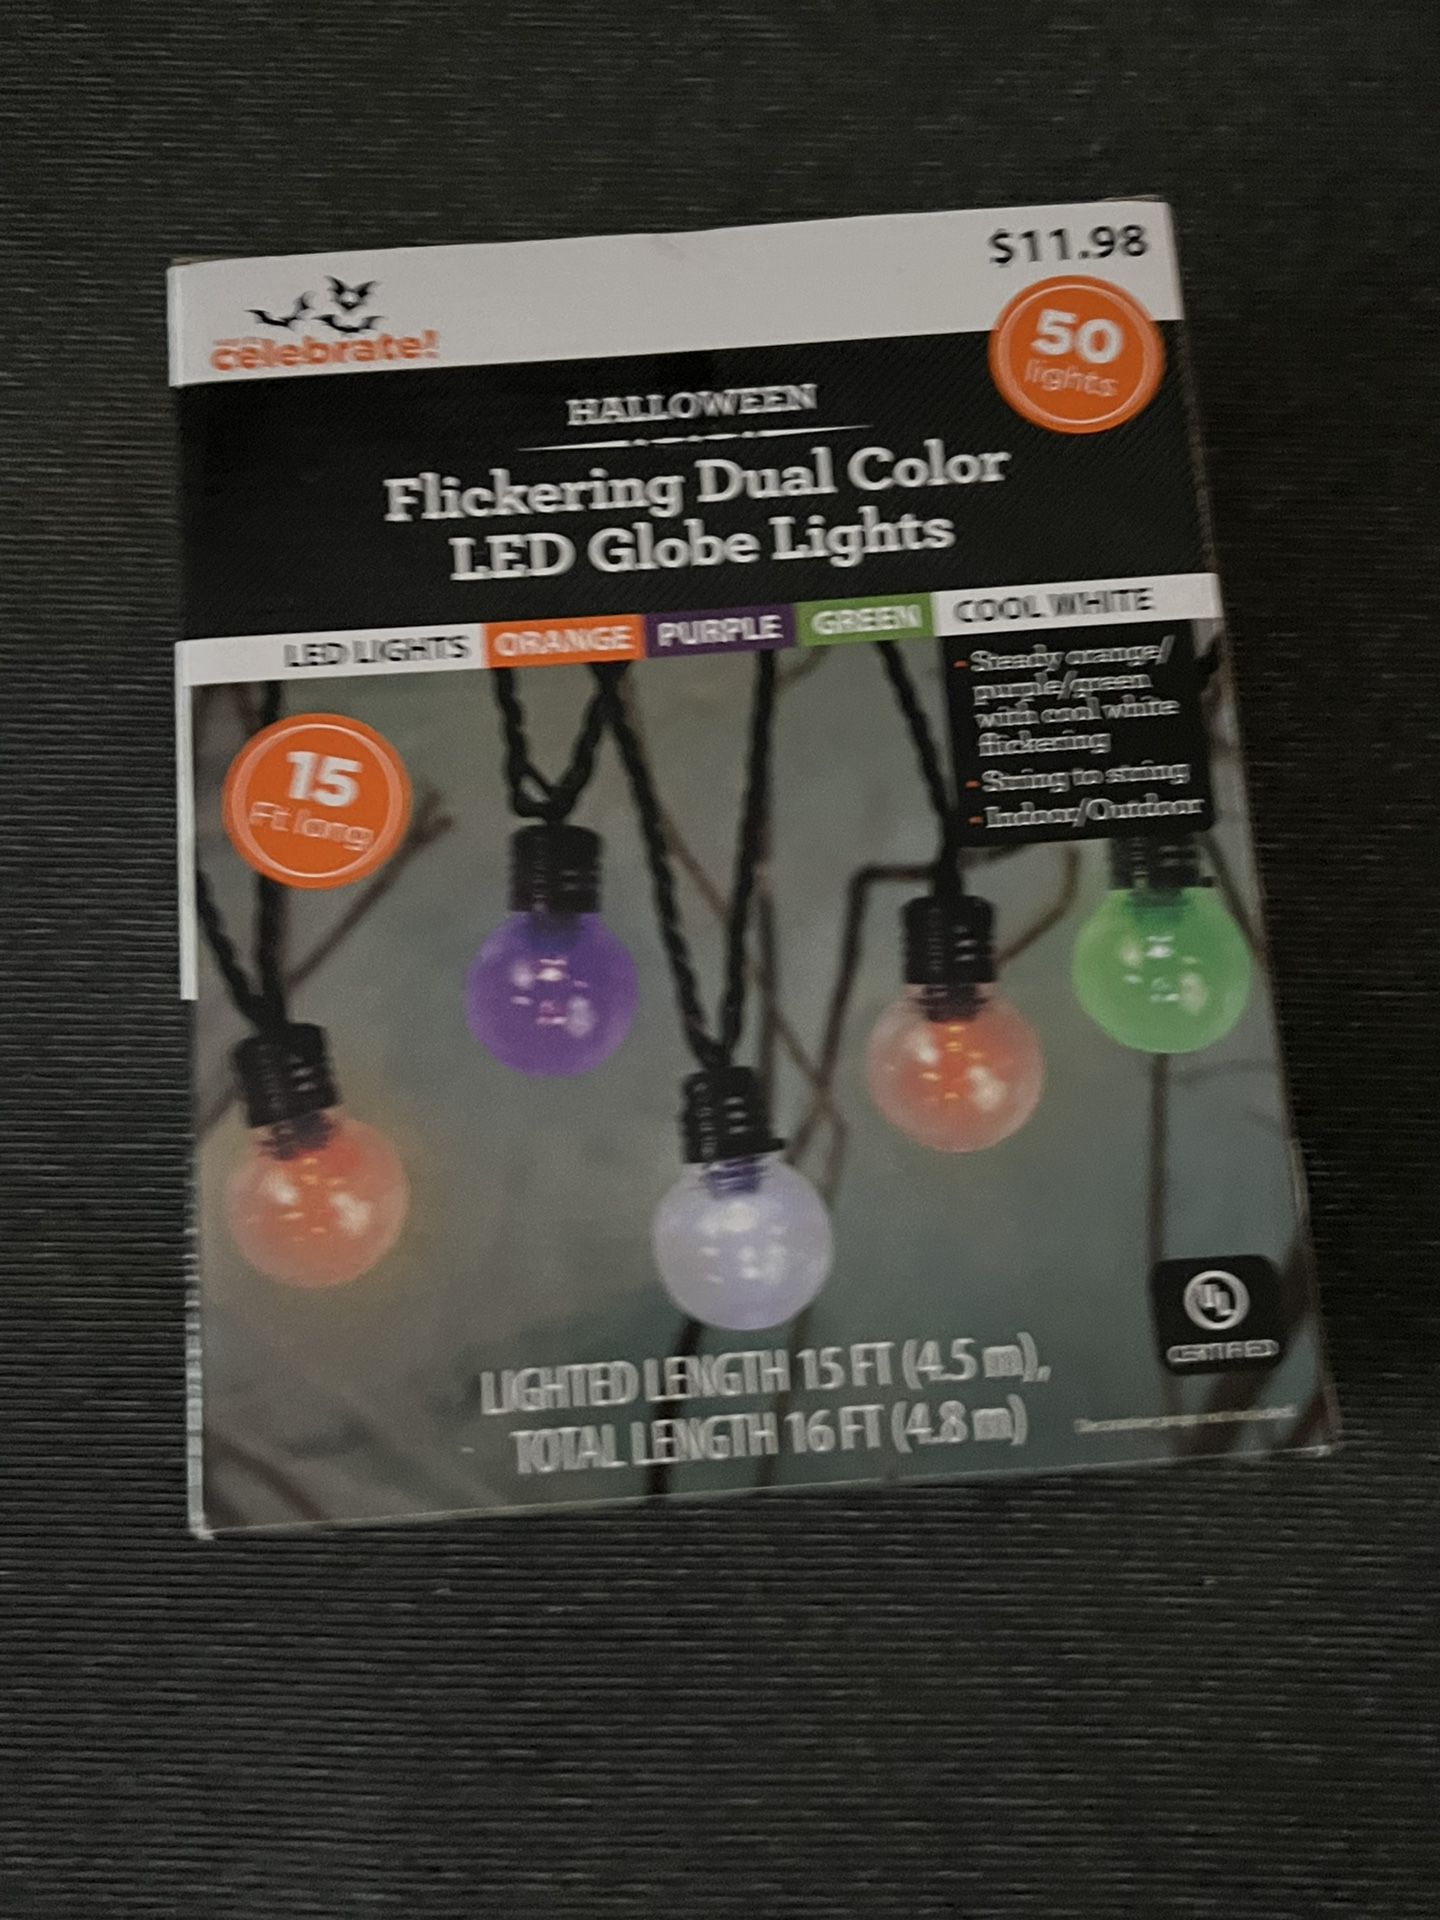 $11.98
celebrate!
50
lights
HALLOWEEN
Flickering Dual Color
LED Globe Lights
LED LIGHTS ORANGE PURPLE GREEN COOL WHITE
- Steady orange/
purple/green
with cool white
flickering
- String to string
- Indoor/Outdoor
15
Ft long
UL
CERTIFIED
LIGHTED LENGTH 15 FT (4.5 m),
TOTAL LENGTH 16 FT (4.8 m)